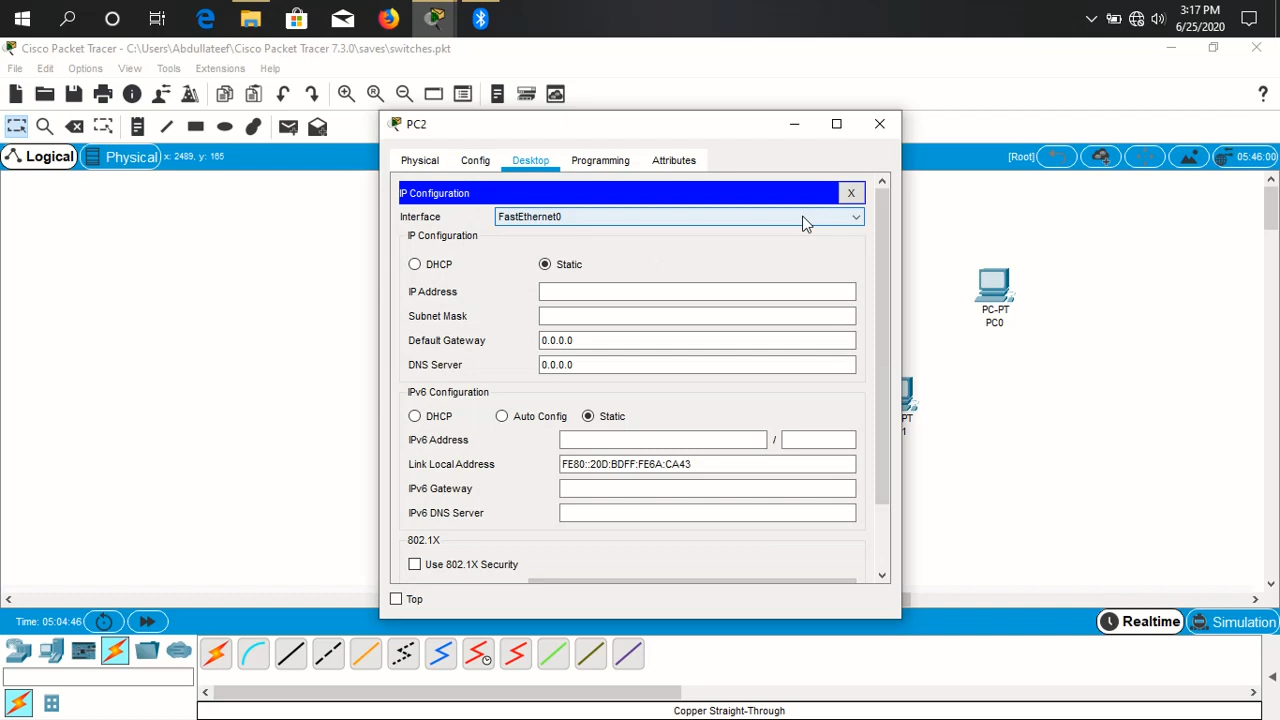 3:17 PM
6/25/2020
Cisco Packet Tracer - C:\Users\Abdullateef\Cisco Packet Tracer 7.3.0\saves\switches.pkt
File Edit Options View Tools Extensions Help
?
Logical
Physical x: 2489, y: 165
[Root]
05:46:00
PC2
Physical Config Desktop Programming Attributes
IP Configuration X
Interface FastEthernet0
IP Configuration
DHCP Static
IP Address
Subnet Mask
Default Gateway 0.0.0.0
DNS Server 0.0.0.0
IPv6 Configuration
DHCP Auto Config Static
IPv6 Address /
Link Local Address FE80::20D:BDFF:FE6A:CA43
IPv6 Gateway
IPv6 DNS Server
802.1X
Use 802.1X Security
Top
PC-PT
PC0
PT
1
Time: 05:04:46
Realtime Simulation
Copper Straight-Through